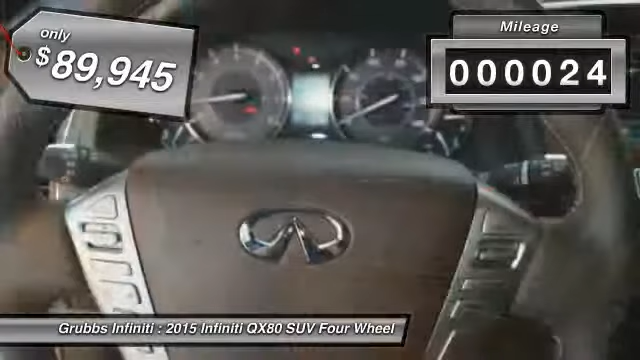 only
$89,945
Mileage
000024
Grubbs Infiniti : 2015 Infiniti QX80 SUV Four Wheel